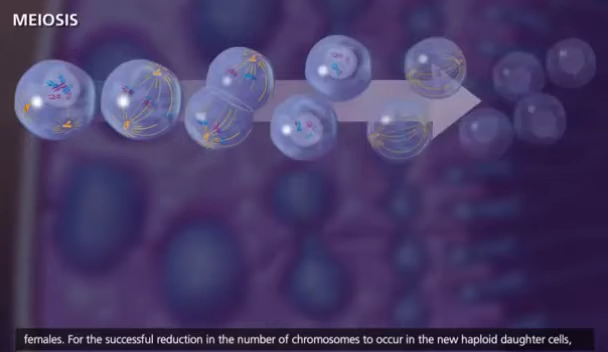 MEIOSIS
females. For the successful reduction in the number of chromosomes to occur in the new haploid daughter cells,